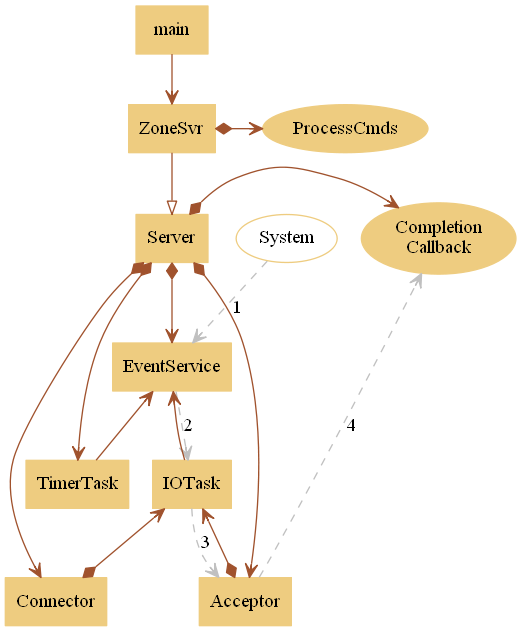 main
ZoneSvr
ProcessCmds
Server
System
Completion
Callback
1
EventService
2
4
TimerTask
IOTask
3
Connector
Acceptor